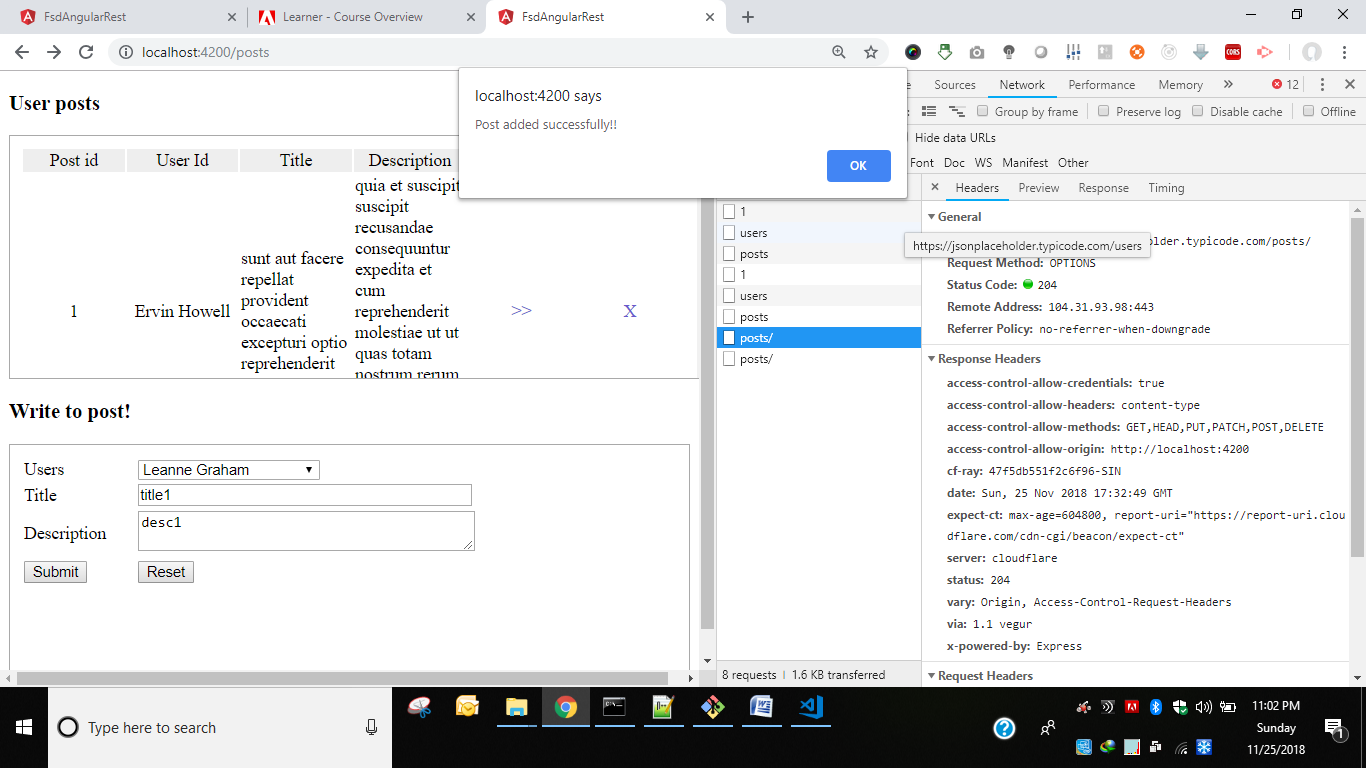 FsdAngularRest
Learner - Course Overview
FsdAngularRest
localhost:4200/posts
CORS
User posts
Post id User Id Title Description
1 Ervin Howell
sunt aut facere
repellat
provident
occaecati
excepturi optio
reprehenderit
quia et suscipit
suscipit
recusandae
consequuntur
expedita et
cum
reprehenderit
molestiae ut ut
quas totam
nostrum rerum
>> X
Write to post!
Users Leanne Graham
Title title1
Description desc1
Submit Reset
localhost:4200 says
Post added successfully!!
OK
Sources Network Performance Memory » 12
Group by frame Preserve log Disable cache Offline
Hide data URLs
Font Doc WS Manifest Other
1
users
posts
1
users
posts
posts/
posts/
8 requests | 1.6 KB transferred
Headers Preview Response Timing
General
https://jsonplaceholder.typicode.com/users
lder.typicode.com/posts/
Request Method: OPTIONS
Status Code: 204
Remote Address: 104.31.93.98:443
Referrer Policy: no-referrer-when-downgrade
Response Headers
access-control-allow-credentials: true
access-control-allow-headers: content-type
access-control-allow-methods: GET,HEAD,PUT,PATCH,POST,DELETE
access-control-allow-origin: http://localhost:4200
cf-ray: 47f5db551f2c6f96-SIN
date: Sun, 25 Nov 2018 17:32:49 GMT
expect-ct: max-age=604800, report-uri="https://report-uri.clou
dflare.com/cdn-cgi/beacon/expect-ct"
server: cloudflare
status: 204
vary: Origin, Access-Control-Request-Headers
via: 1.1 vegur
x-powered-by: Express
Request Headers
Type here to search
11:02 PM
Sunday
11/25/2018
1